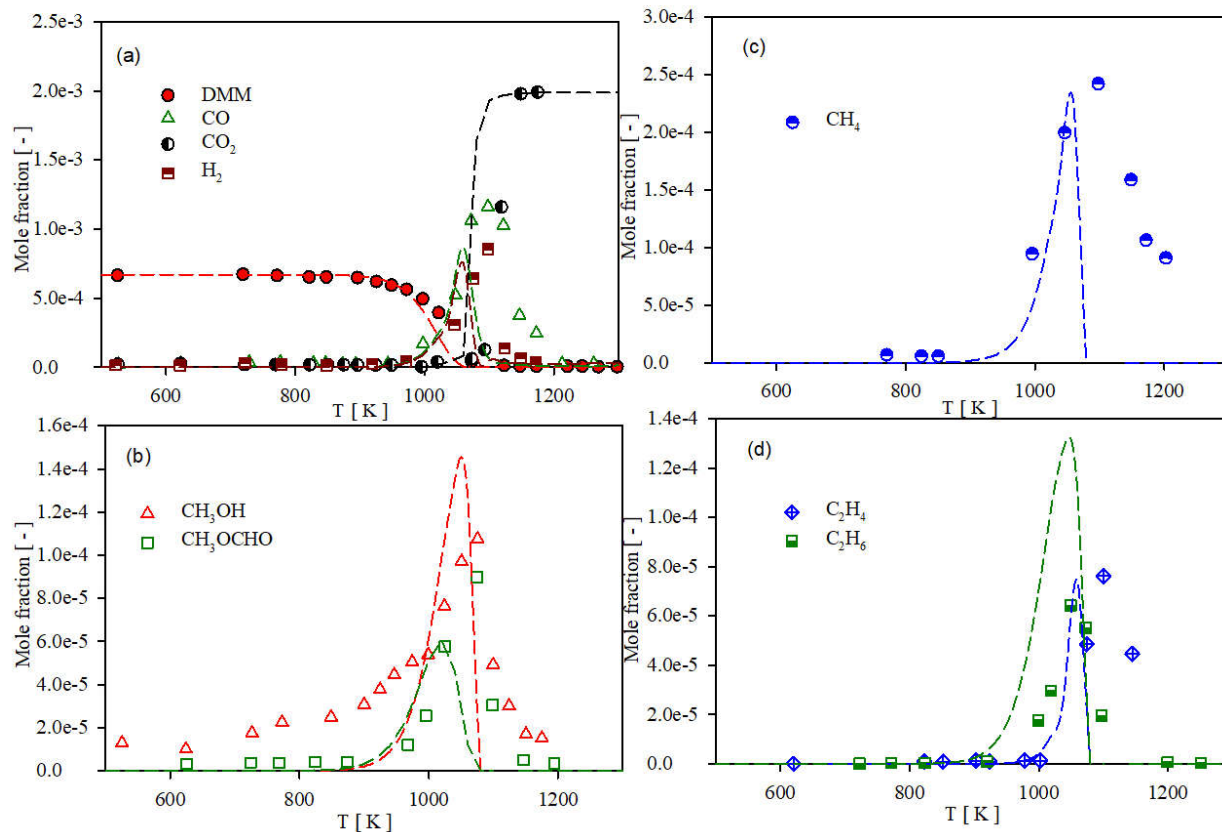 (a)
2.5e-3
2.0e-3
1.5e-3
1.0e-3
5.0e-4
0.0
Mole fraction [ - ]
DMM
CO
CO₂
H₂
600 800 1000 1200
T [ K ]
(c)
3.0e-4
2.5e-4
2.0e-4
1.5e-4
1.0e-4
5.0e-5
0.0
Mole fraction [ - ]
CH₄
600 800 1000 1200
T [ K ]
(b)
1.6e-4
1.4e-4
1.2e-4
1.0e-4
8.0e-5
6.0e-5
4.0e-5
2.0e-5
0.0
Mole fraction [ - ]
CH₃OH
CH₃OCHO
600 800 1000 1200
T [ K ]
(d)
1.4e-4
1.2e-4
1.0e-4
8.0e-5
6.0e-5
4.0e-5
2.0e-5
0.0
Mole fraction [ - ]
C₂H₄
C₂H₆
600 800 1000 1200
T [ K ]